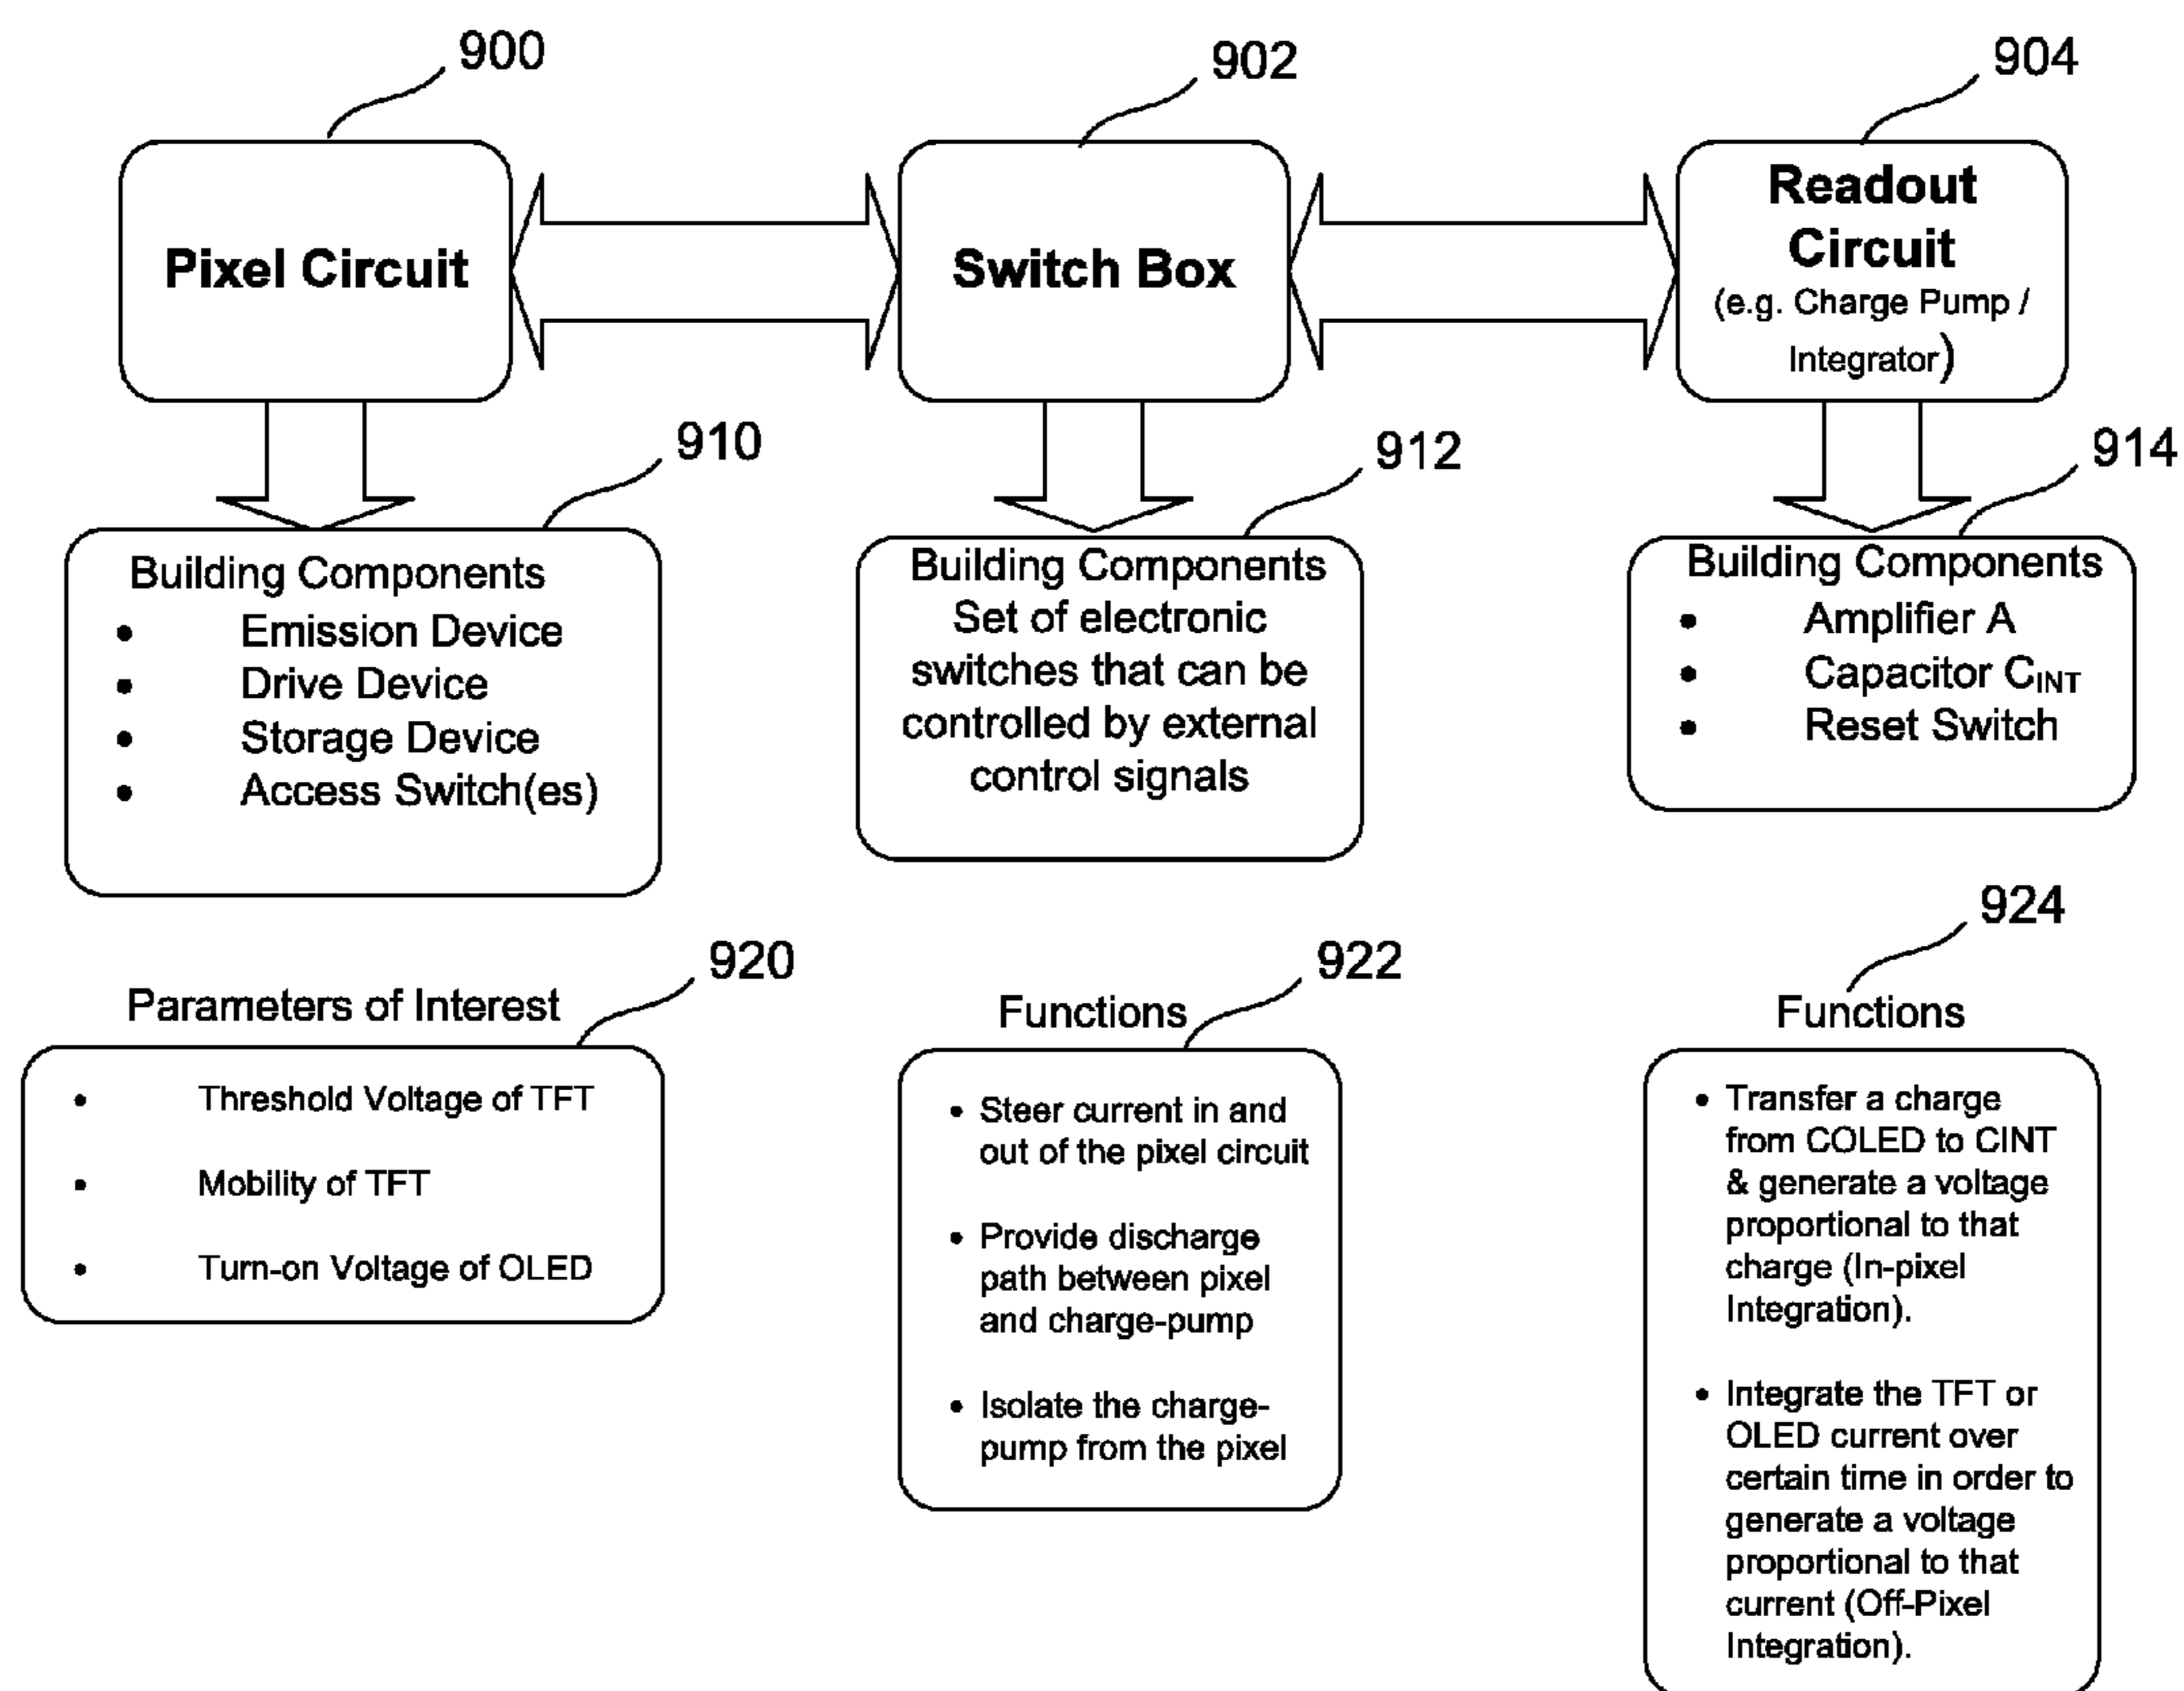 900
902
904
Pixel Circuit
Switch Box
Readout
Circuit
(e.g. Charge Pump /
Integrator)
910
912
914
Building Components
• Emission Device
• Drive Device
• Storage Device
• Access Switch(es)
Building Components
Set of electronic
switches that can be
controlled by external
control signals
Building Components
• Amplifier A
• Capacitor CINT
• Reset Switch
920
922
924
Parameters of Interest
• Threshold Voltage of TFT
• Mobility of TFT
• Turn-on Voltage of OLED
Functions
• Steer current in and
out of the pixel circuit
• Provide discharge
path between pixel
and charge-pump
• Isolate the charge-
pump from the pixel
Functions
• Transfer a charge
from COLED to CINT
& generate a voltage
proportional to that
charge (In-pixel
Integration).
• Integrate the TFT or
OLED current over
certain time in order to
generate a voltage
proportional to that
current (Off-Pixel
Integration).